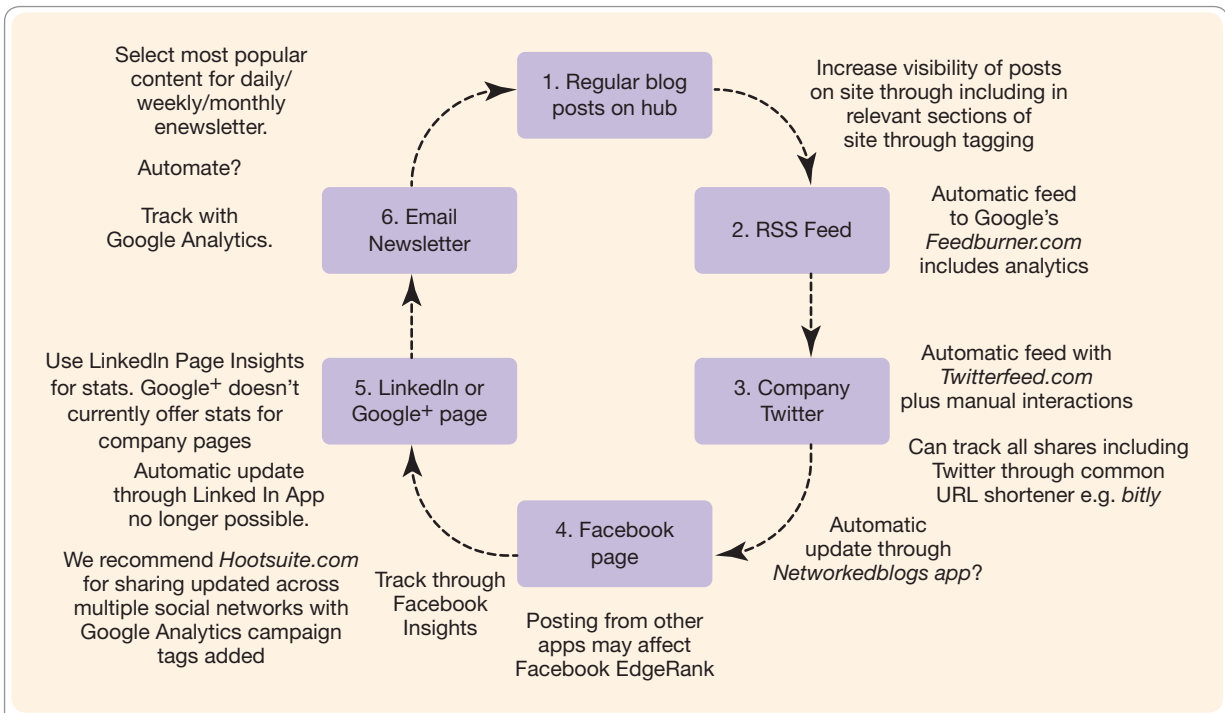 1. Regular blog
posts on hub
Increase visibility of posts
on site through including in
relevant sections of
site through tagging
2. RSS Feed
Automatic feed
to Google's
Feedburner.com
includes analytics
3. Company
Twitter
Automatic feed with
Twitterfeed.com
plus manual interactions
Can track all shares including
Twitter through common
URL shortener e.g. bitly
Automatic
update through
Networkedblogs app?
4. Facebook
page
Posting from other
apps may affect
Facebook EdgeRank
Track through
Facebook
Insights
5. LinkedIn or
Google+ page
Use LinkedIn Page Insights
for stats. Google+ doesn't
currently offer stats for
company pages
Automatic update
through Linked In App
no longer possible.
We recommend Hootsuite.com
for sharing updated across
multiple social networks with
Google Analytics campaign
tags added
6. Email
Newsletter
Select most popular
content for daily/
weekly/monthly
enewsletter.
Automate?
Track with
Google Analytics.